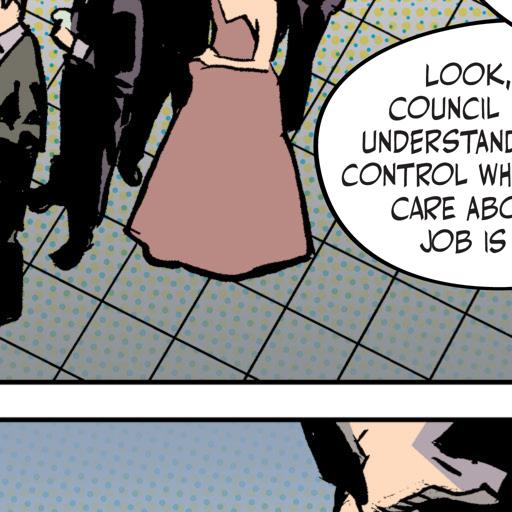 LOOK,
COUNCIL
UNDERSTAND
CONTROL WH
CARE ABO
JOB IS